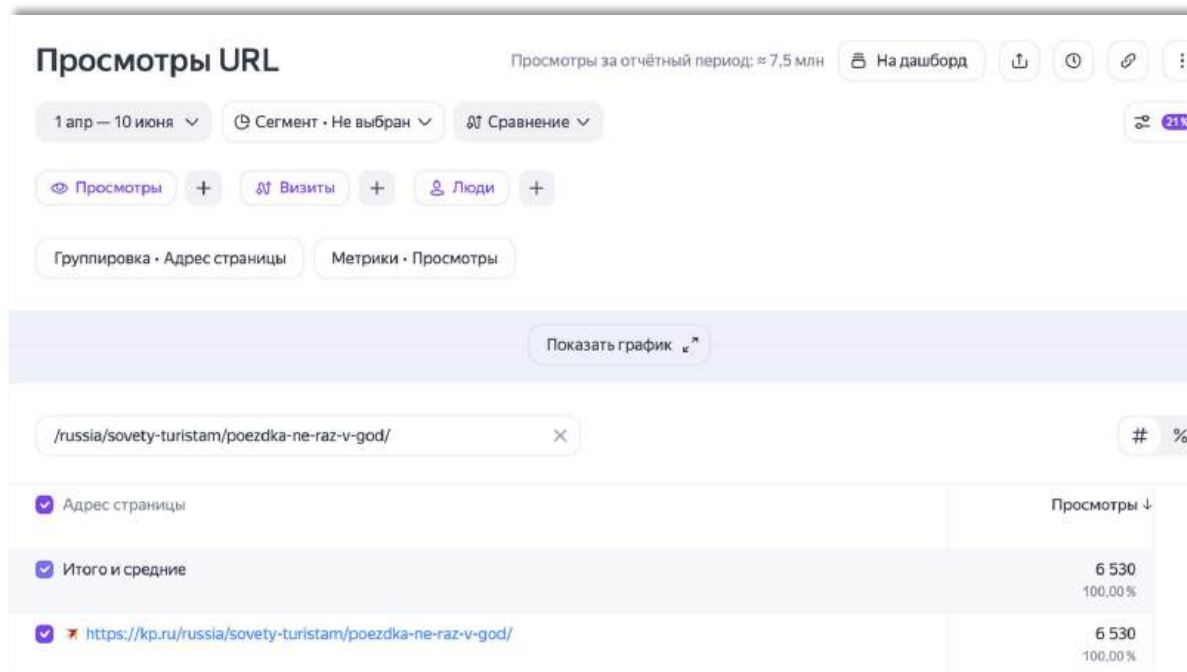 Просмотры URL
Просмотры за отчётный период: ≈ 7,5 млн
На дашборд
1 апр — 10 июня
Сегмент • Не выбран
Сравнение
21%
Просмотры + Визиты + Люди +
Группировка • Адрес страницы
Метрики • Просмотры
Показать график
/russia/sovety-turistam/poezdka-ne-raz-v-god/
# %
Адрес страницы
Просмотры ↓
Итого и средние
6 530
100,00 %
https://kp.ru/russia/sovety-turistam/poezdka-ne-raz-v-god/
6 530
100,00 %